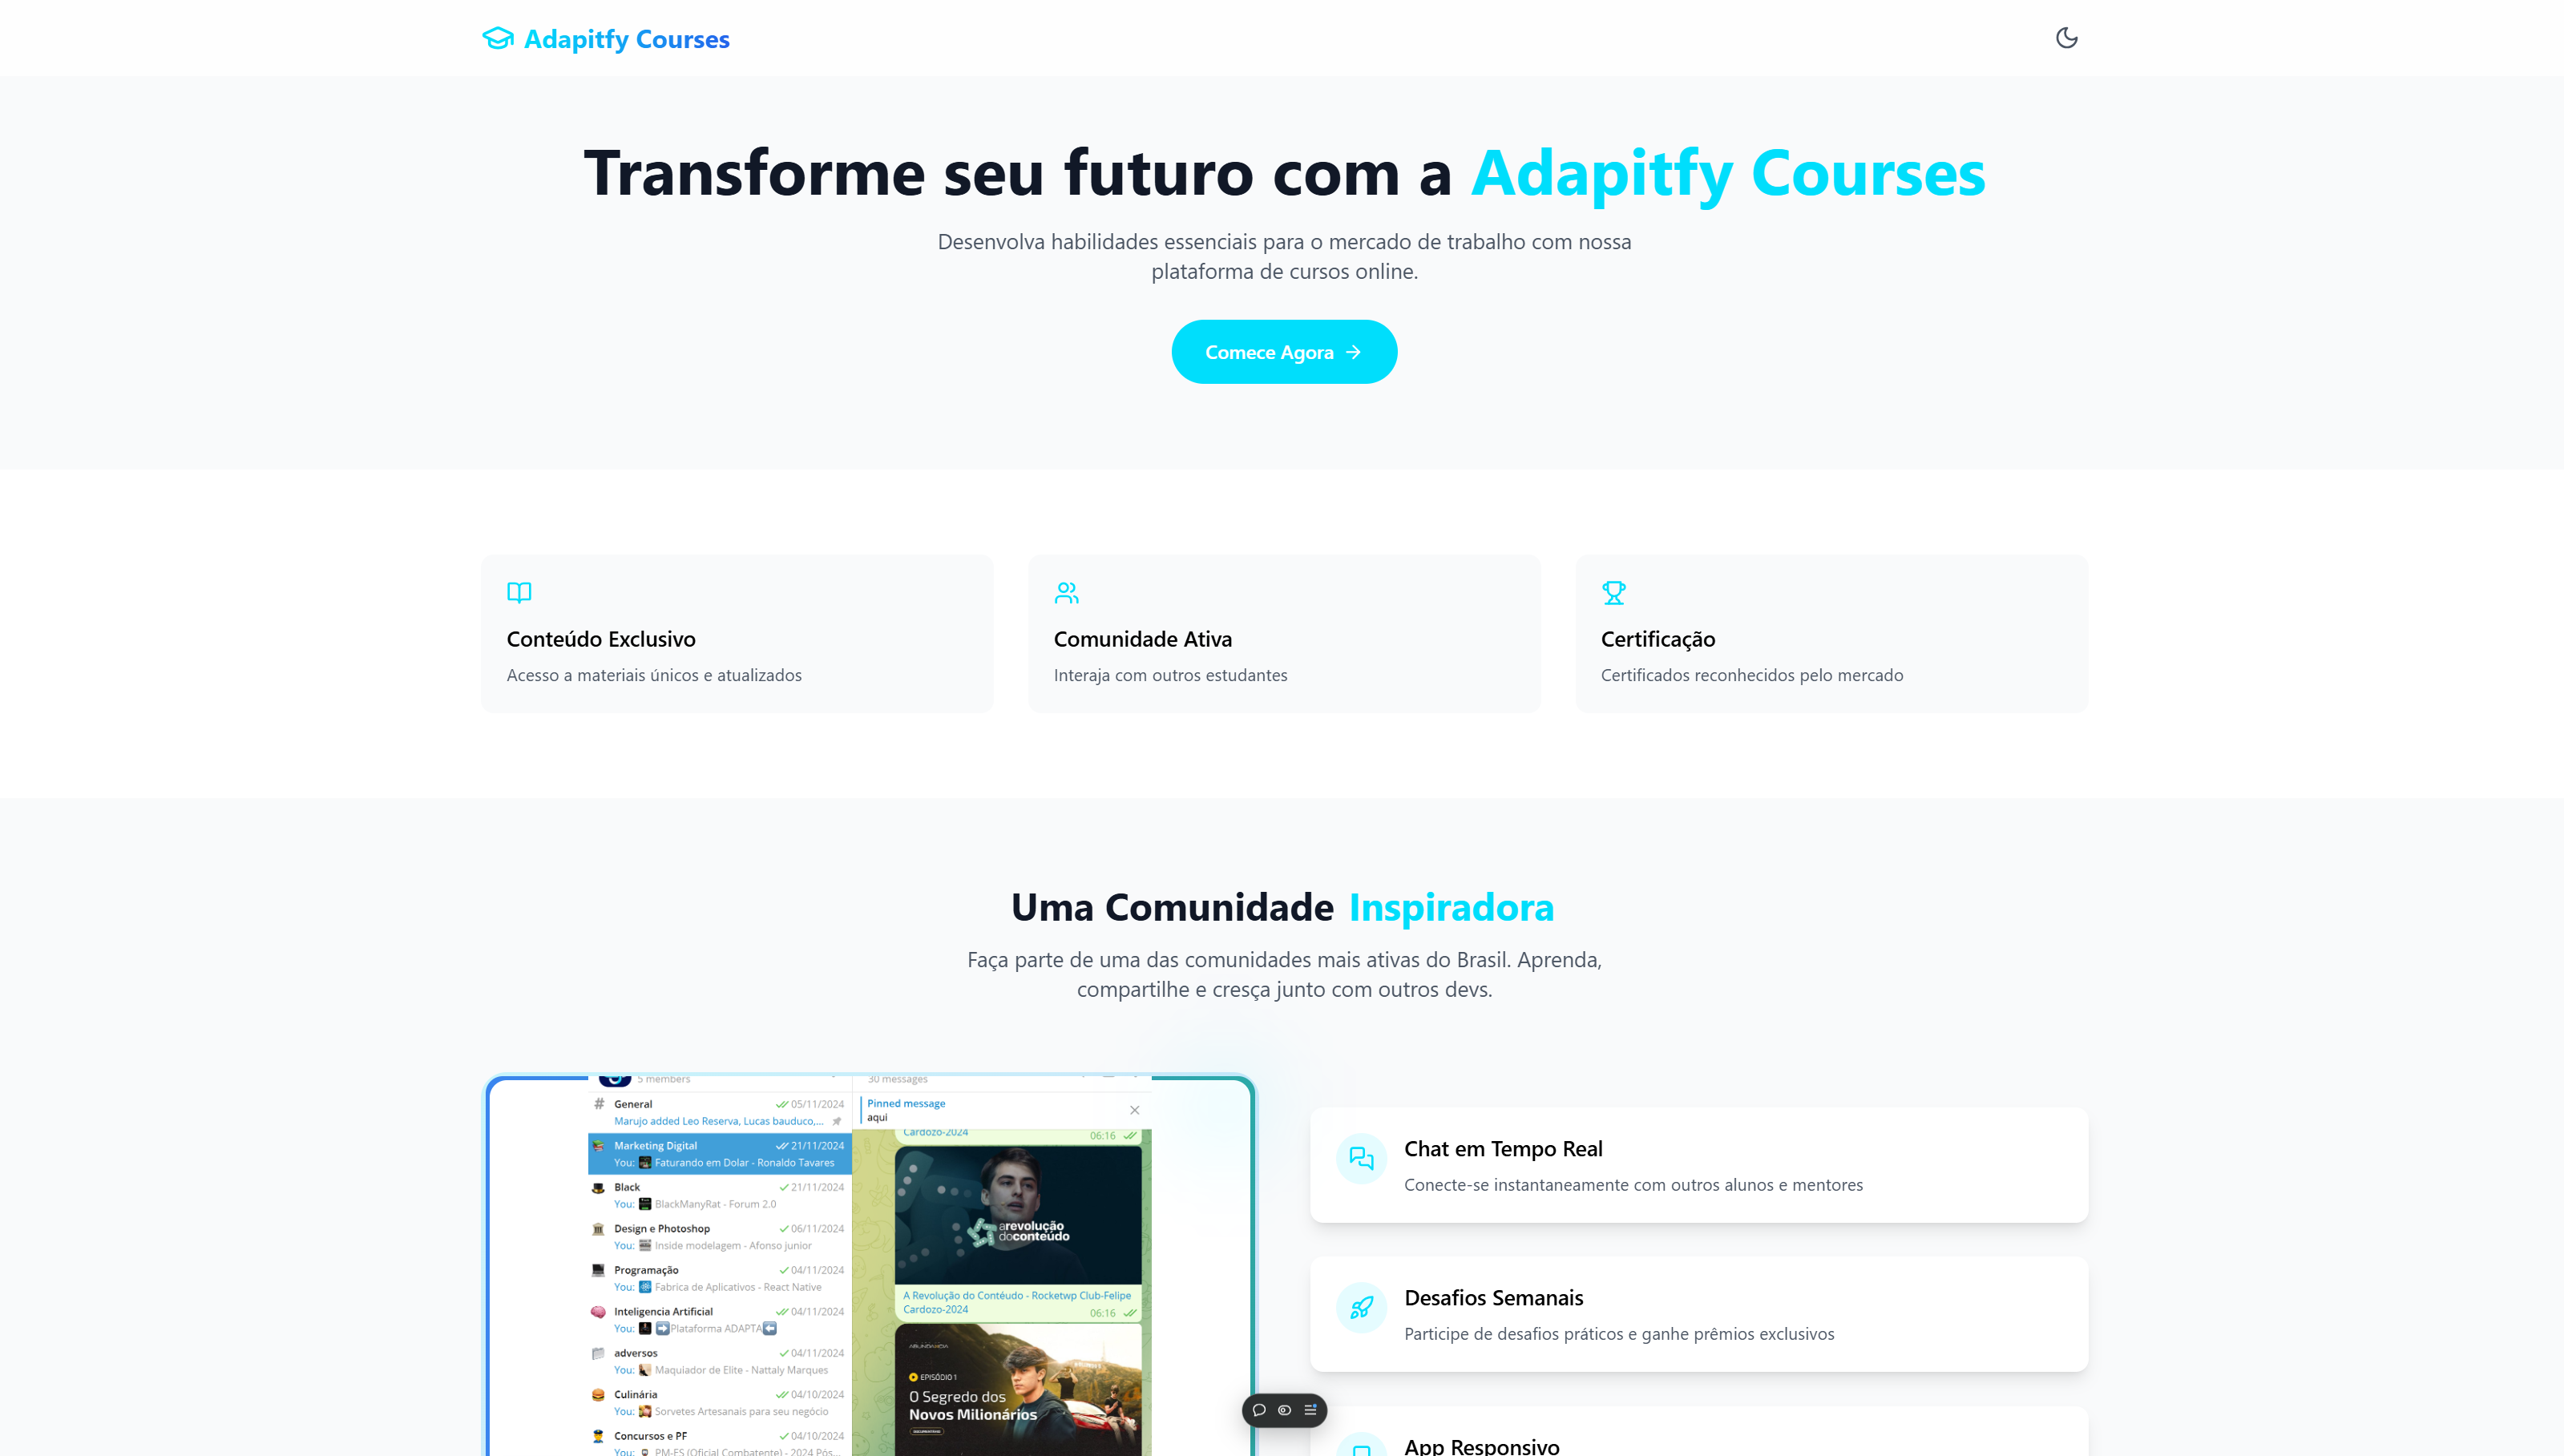 Adapitfy Courses
Transforme seu futuro com a Adapitfy Courses
Desenvolva habilidades essenciais para o mercado de trabalho com nossa
plataforma de cursos online.
Comece Agora
Conteúdo Exclusivo
Acesso a materiais únicos e atualizados
Comunidade Ativa
Interaja com outros estudantes
Certificação
Certificados reconhecidos pelo mercado
Uma Comunidade Inspiradora
Faça parte de uma das comunidades mais ativas do Brasil. Aprenda,
compartilhe e cresça junto com outros devs.
5 members
General 05/11/2024
Marujo added Leo Reserva, Lucas bauduco,...
Marketing Digital 21/11/2024
You: Faturando em Dolar - Ronaldo Tavares
Black 21/11/2024
You: BlackManyRat - Forum 2.0
Design e Photoshop 06/11/2024
You: Inside modelagem - Afonso junior
Programação 04/11/2024
You: Fabrica de Aplicativos - React Native
Inteligencia Artificial 04/11/2024
You: Plataforma ADAPTA
adversos 04/11/2024
You: Maquiador de Elite - Nattaly Marques
Culinária 04/10/2024
You: Sorvetes Artesanais para seu negócio
Concursos e PF 04/10/2024
You: PM-ES (Oficial Combatente) - 2024 Pós...
30 messages
Pinned message
aqui
Cardozo-2024
06:16
arevolução
doconteúdo
A Revolução do Contéudo - Rocketwp Club-Felipe
Cardozo-2024
06:16
ABUNDANCIA
EPISÓDIO 1
O Segredo dos
Novos Milionários
DOCUMENTÁRIO
Chat em Tempo Real
Conecte-se instantaneamente com outros alunos e mentores
Desafios Semanais
Participe de desafios práticos e ganhe prêmios exclusivos
App Responsivo